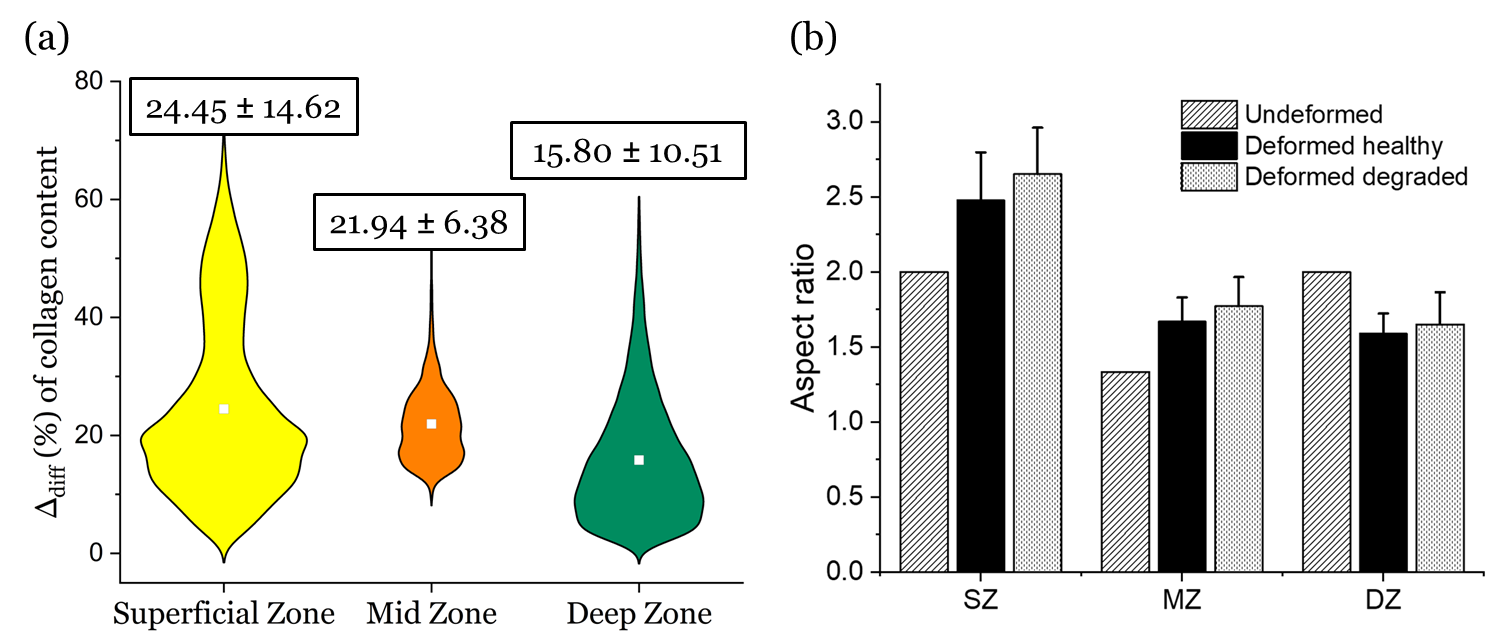 (a)
80
60
40
20
0
Δdiff (%) of collagen content
24.45 ± 14.62
21.94 ± 6.38
15.80 ± 10.51
Superficial Zone
Mid Zone
Deep Zone
(b)
3.0
2.5
2.0
1.5
1.0
0.5
0.0
Aspect ratio
Undeformed
Deformed healthy
Deformed degraded
SZ
MZ
DZ